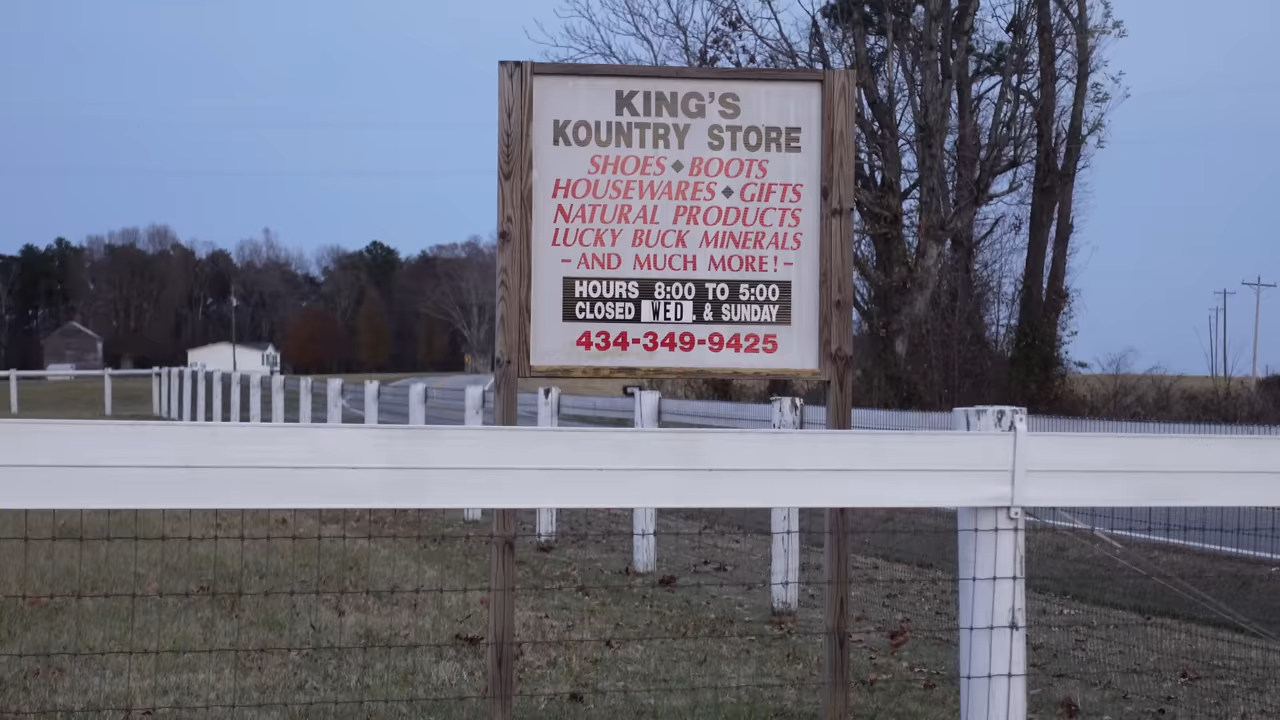 KING'S
KOUNTRY STORE
SHOES ◆ BOOTS
HOUSEWARES ◆ GIFTS
NATURAL PRODUCTS
LUCKY BUCK MINERALS
- AND MUCH MORE! -
HOURS 8:00 TO 5:00
CLOSED WED. & SUNDAY
434-349-9425